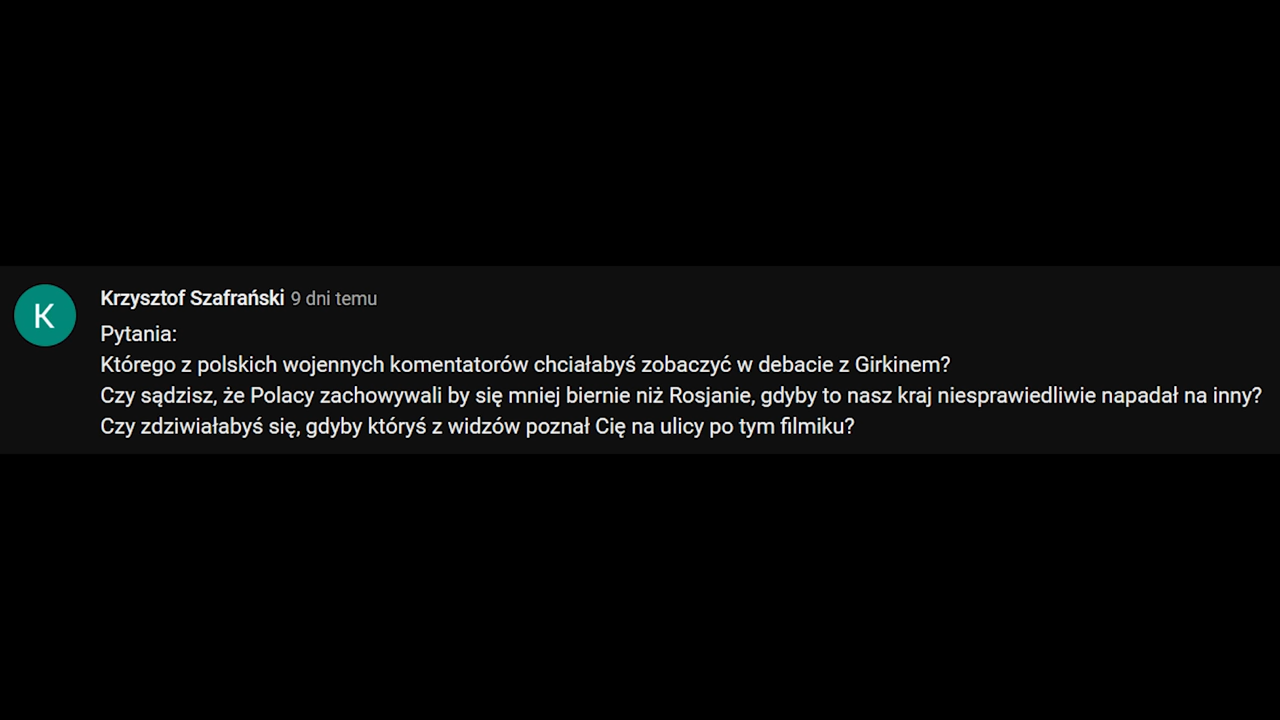 K
Krzysztof Szafrański 9 dni temu
Pytania:
Którego z polskich wojennych komentatorów chciałabyś zobaczyć w debacie z Girkinem?
Czy sądzisz, że Polacy zachowywali by się mniej biernie niż Rosjanie, gdyby to nasz kraj niesprawiedliwie napadał na inny?
Czy zdziwiałabyś się, gdyby któryś z widzów poznał Cię na ulicy po tym filmiku?